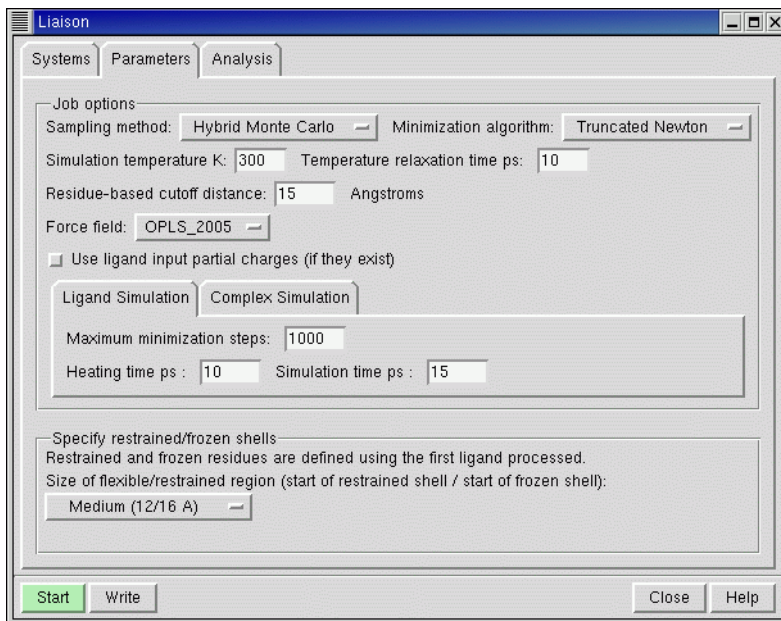 Liaison
Systems Parameters Analysis
Job options
Sampling method: Hybrid Monte Carlo Minimization algorithm: Truncated Newton
Simulation temperature K: 300 Temperature relaxation time ps: 10
Residue-based cutoff distance: 15 Angstroms
Force field: OPLS_2005
Use ligand input partial charges (if they exist)
Ligand Simulation Complex Simulation
Maximum minimization steps: 1000
Heating time ps : 10 Simulation time ps : 15
Specify restrained/frozen shells
Restrained and frozen residues are defined using the first ligand processed.
Size of flexible/restrained region (start of restrained shell / start of frozen shell):
Medium (12/16 A)
Start Write Close Help